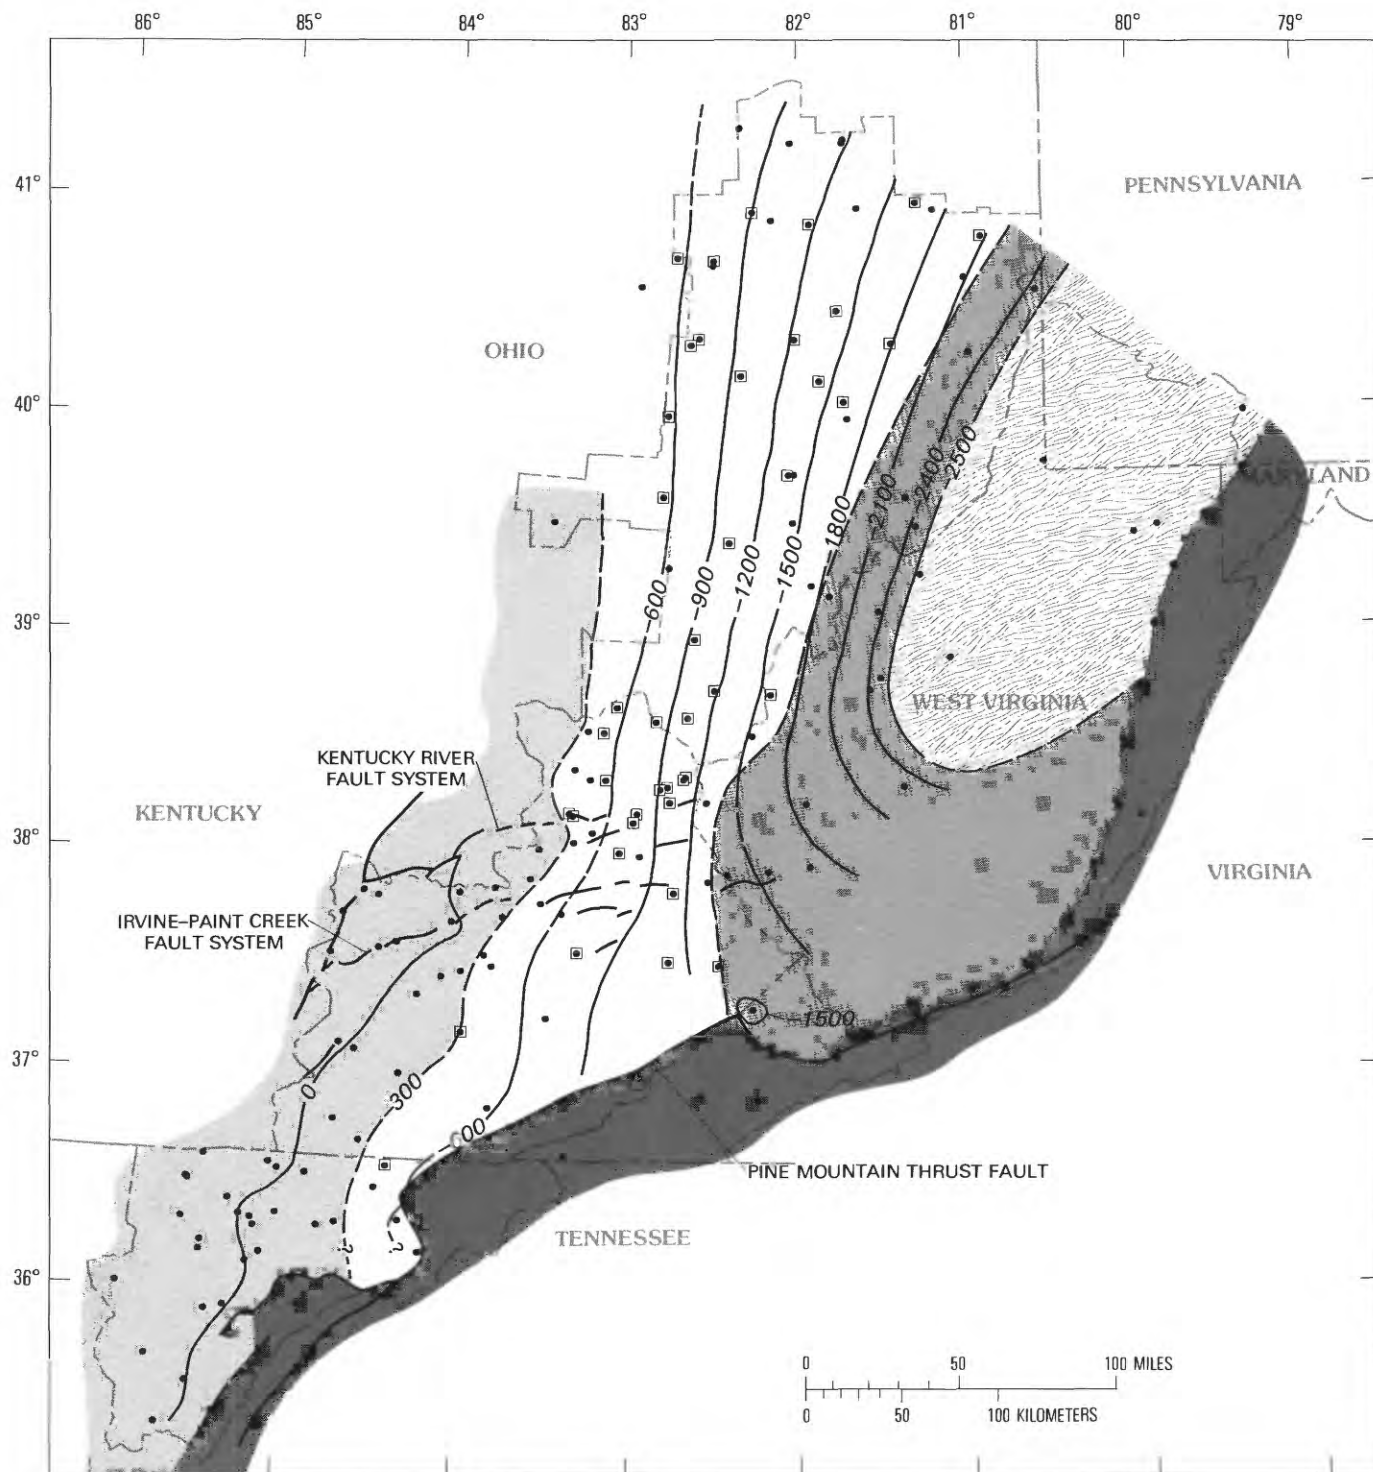 86° 85° 84° 83° 82° 81° 80° 79°
41°
PENNSYLVANIA
OHIO
40°
MARYLAND
2500
2400
2100
1800
1500
1200
900
600
39°
WEST VIRGINIA
KENTUCKY RIVER
FAULT SYSTEM
KENTUCKY
38°
VIRGINIA
IRVINE–PAINT CREEK
FAULT SYSTEM
1500
37°
0
300
600
PINE MOUNTAIN THRUST FAULT
TENNESSEE
? ?
36°
0 50 100 MILES
0 50 100 KILOMETERS